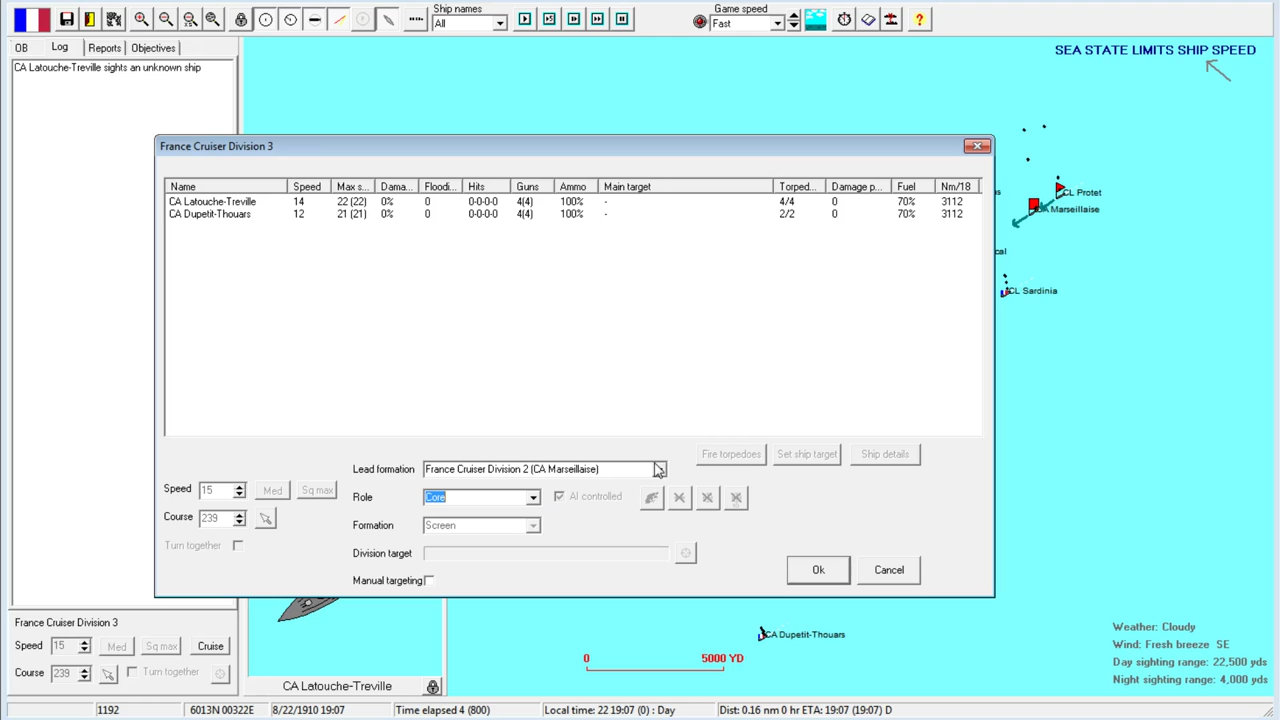 Ship names
All
Game speed
Fast
OB Log Reports Objectives
CA Latouche-Treville sights an unknown ship
SEA STATE LIMITS SHIP SPEED
France Cruiser Division 3
Name Speed Max s... Dama... Floodi... Hits Guns Ammo Main target Torped... Damage p... Fuel Nm/18
CA Latouche-Treville 14 22 (22) 0% 0 0-0-0-0 4(4) 100% - 4/4 0 70% 3112
CA Dupetit-Thouars 12 21 (21) 0% 0 0-0-0-0 4(4) 100% - 2/2 0 70% 3112
CL Protet
CA Marseillaise
cal
CL Sardinia
Fire torpedoes Set ship target Ship details
Lead formation France Cruiser Division 2 (CA Marseillaise)
Speed 15 Med Sq max
Role Core AI controlled
Course 239
Formation Screen
Turn together
Division target
Manual targeting
Ok Cancel
France Cruiser Division 3
Speed 15 Med Sq max Cruise
Course 239 Turn together
CA Latouche-Treville
CA Dupetit-Thouars
0 5000 YD
Weather: Cloudy
Wind: Fresh breeze SE
Day sighting range: 22,500 yds
Night sighting range: 4,000 yds
1192 6013N 00322E 8/22/1910 19:07 Time elapsed 4 (800) Local time: 22 19:07 (0) : Day Dist: 0.16 nm 0 hr ETA: 19:07 (19:07) D